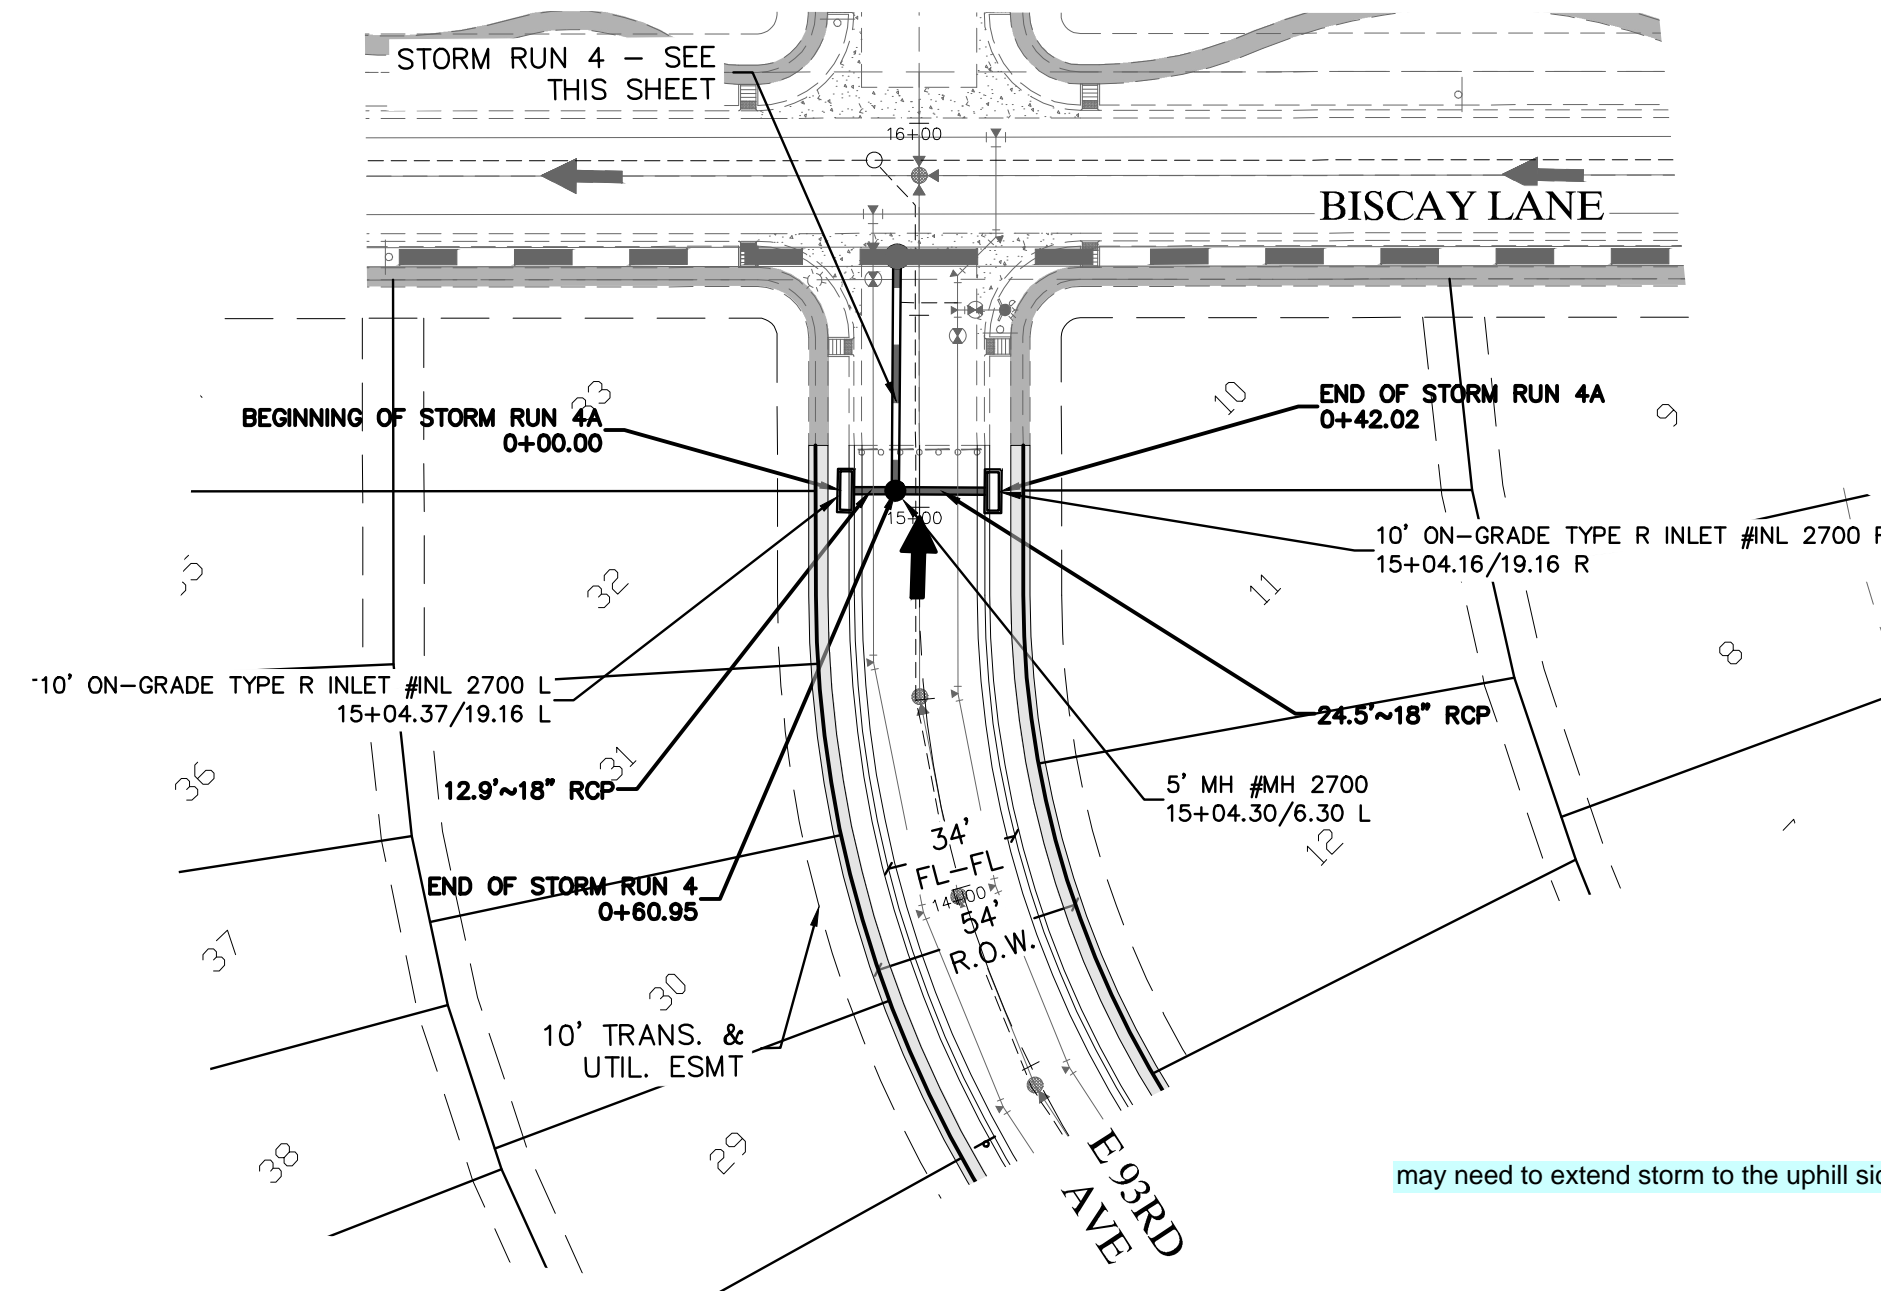 STORM RUN 4 – SEE
THIS SHEET
16+00
BISCAY LANE
33
10
9
BEGINNING OF STORM RUN 4A
0+00.00
END OF STORM RUN 4A
0+42.02
15+00
10' ON–GRADE TYPE R INLET #INL 2700
15+04.16/19.16 R
32
11
8
10' ON–GRADE TYPE R INLET #INL 2700 L
15+04.37/19.16 L
24.5'~18" RCP
36
31
12.9'~18" RCP
5' MH #MH 2700
15+04.30/6.30 L
12
34'
FL–FL
14+00
54'
R.O.W.
END OF STORM RUN 4
0+60.95
37
30
10' TRANS. &
UTIL. ESMT
38
29
E 93RD
AVE
may need to extend storm to the uphill